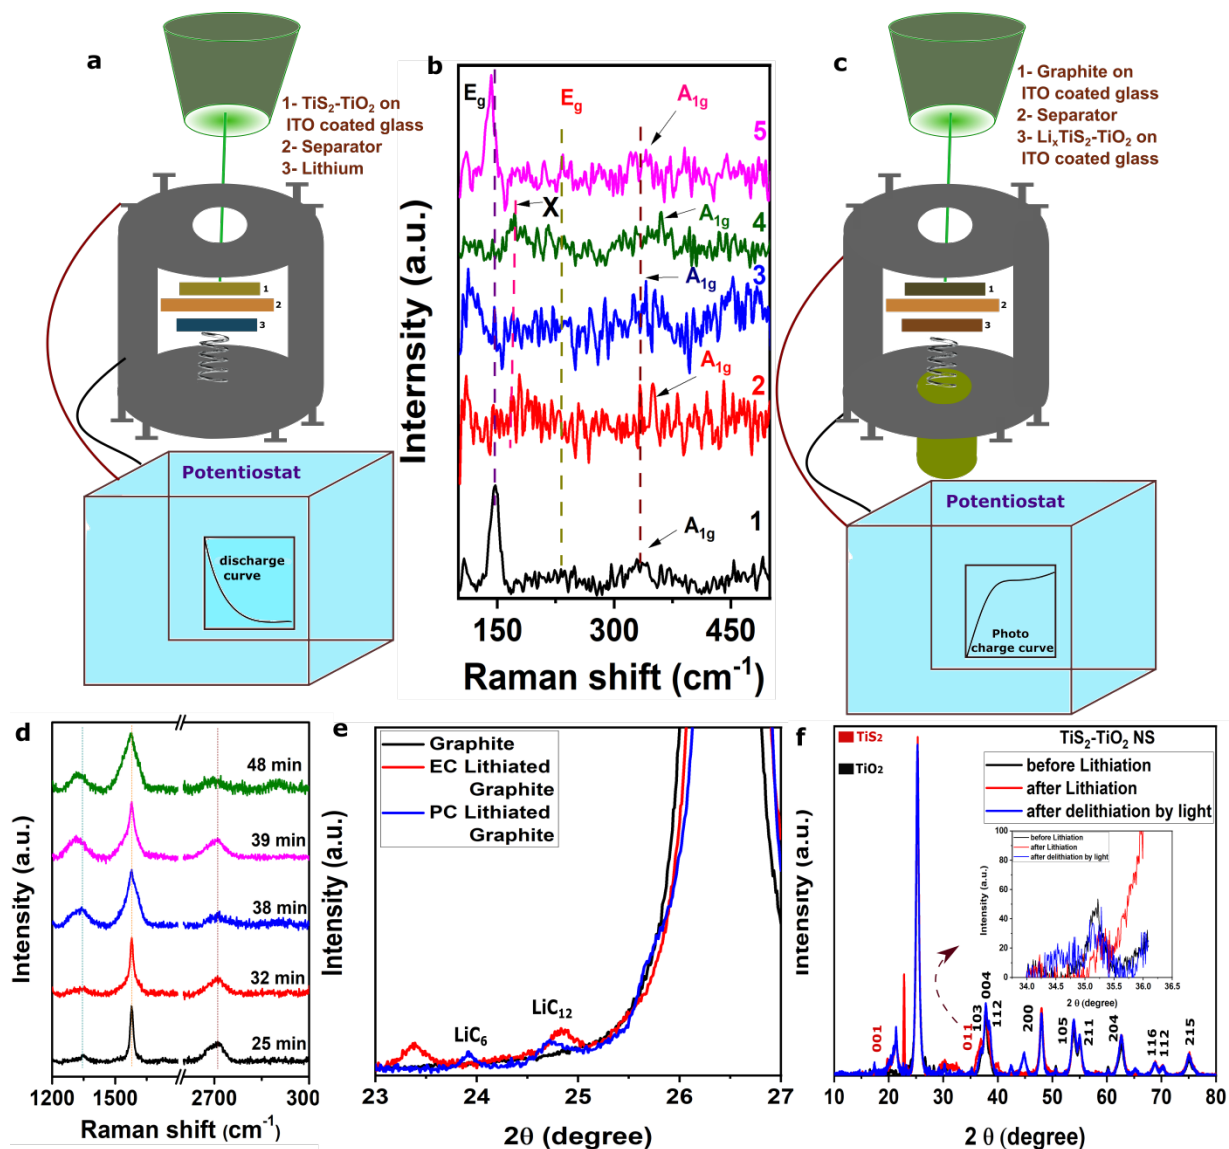 a
1- TiS2-TiO2 on
ITO coated glass
2- Separator
3- Lithium
1
2
3
Potentiostat
discharge
curve
b
Eg
Eg
A1g
5
X
A1g
4
A1g
3
A1g
2
A1g
1
Internsity (a.u.)
150 300 450
Raman shift (cm-1)
c
1- Graphite on
ITO coated glass
2- Separator
3- LixTiS2-TiO2 on
ITO coated glass
1
2
3
Potentiostat
Photo
charge curve
d
48 min
39 min
38 min
32 min
25 min
Intensity (a.u.)
1200 1500 2700 300
Raman shift (cm-1)
e
Graphite
EC Lithiated
Graphite
PC Lithiated
Graphite
LiC6
LiC12
Intensity (a.u.)
23 24 25 26 27
2θ (degree)
f
TiS2
TiO2
TiS2-TiO2 NS
before Lithiation
after Lithiation
after delithiation by light
before Lithiation
after Lithiation
after delithiation by light
Intensity (a.u.)
100
80
60
40
20
0
34.0 34.5 35.0 35.5 36.0 36.5
2 θ (degree)
001
011
103
004
112
200
105
211
204
116
112
215
Intensity (a.u.)
10 20 30 40 50 60 70 80
2 θ (degree)